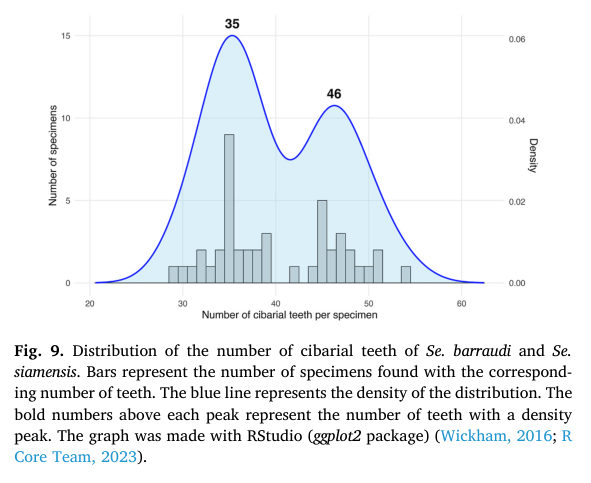 35
15
0.06
46
10
0.04
Number of specimens
Density
5
0.02
0
0.00
20
30
40
50
60
Number of cibarial teeth per specimen
Fig. 9. Distribution of the number of cibarial teeth of Se. barraudi and Se.
siamensis. Bars represent the number of specimens found with the correspond-
ing number of teeth. The blue line represents the density of the distribution. The
bold numbers above each peak represent the number of teeth with a density
peak. The graph was made with RStudio (ggplot2 package) (Wickham, 2016; R
Core Team, 2023).